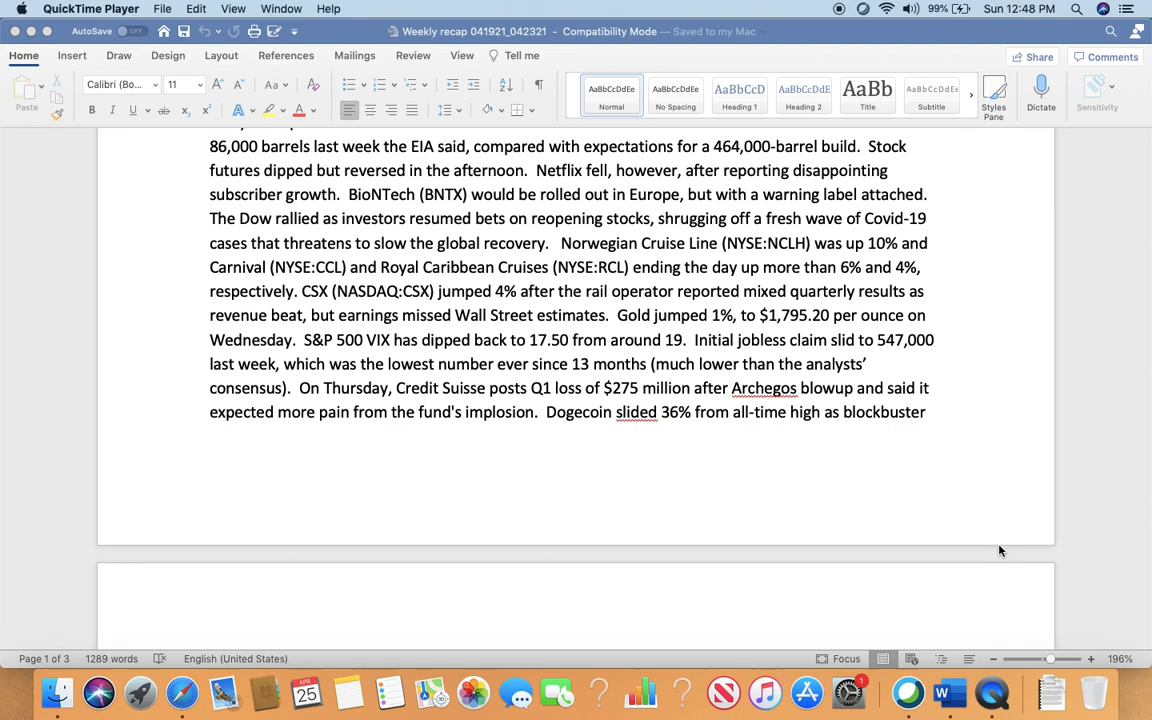 QuickTime Player File Edit View Window Help 99% Sun 12:48 PM
AutoSave OFF Weekly recap 041921_042321 - Compatibility Mode — Saved to my Mac
Home Insert Draw Design Layout References Mailings Review View Tell me Share Comments
Paste Calibri (Bo... 11 Aa
AaBbCcDdEe AaBbCcDdEe AaBbCcD AaBbCcDdE AaBb AaBbCcDdEe
Normal No Spacing Heading 1 Heading 2 Title Subtitle Styles Pane Dictate Sensitivity
86,000 barrels last week the EIA said, compared with expectations for a 464,000-barrel build. Stock
futures dipped but reversed in the afternoon. Netflix fell, however, after reporting disappointing
subscriber growth. BioNTech (BNTX) would be rolled out in Europe, but with a warning label attached.
The Dow rallied as investors resumed bets on reopening stocks, shrugging off a fresh wave of Covid-19
cases that threatens to slow the global recovery. Norwegian Cruise Line (NYSE:NCLH) was up 10% and
Carnival (NYSE:CCL) and Royal Caribbean Cruises (NYSE:RCL) ending the day up more than 6% and 4%,
respectively. CSX (NASDAQ:CSX) jumped 4% after the rail operator reported mixed quarterly results as
revenue beat, but earnings missed Wall Street estimates. Gold jumped 1%, to $1,795.20 per ounce on
Wednesday. S&P 500 VIX has dipped back to 17.50 from around 19. Initial jobless claim slid to 547,000
last week, which was the lowest number ever since 13 months (much lower than the analysts'
consensus). On Thursday, Credit Suisse posts Q1 loss of $275 million after Archegos blowup and said it
expected more pain from the fund's implosion. Dogecoin slided 36% from all-time high as blockbuster
Page 1 of 3 1289 words English (United States) Focus 196%
APR 25 1